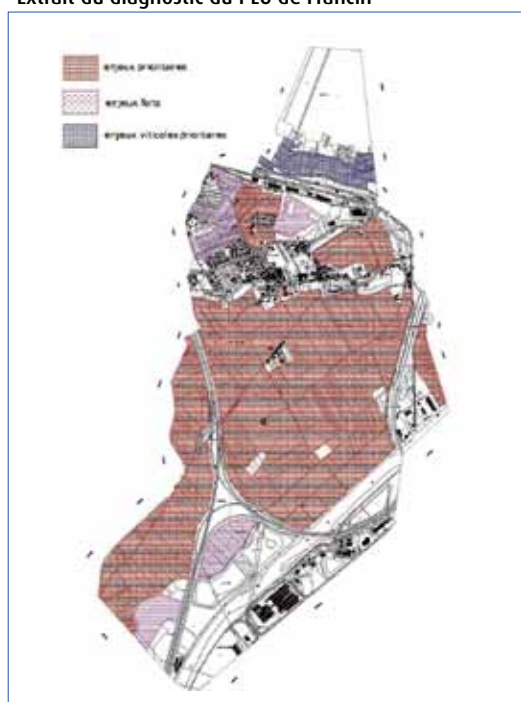 Extrait du diagnostic du PLU de Francin
enjeux prioritaires
enjeux forts
enjeux viticoles prioritaires